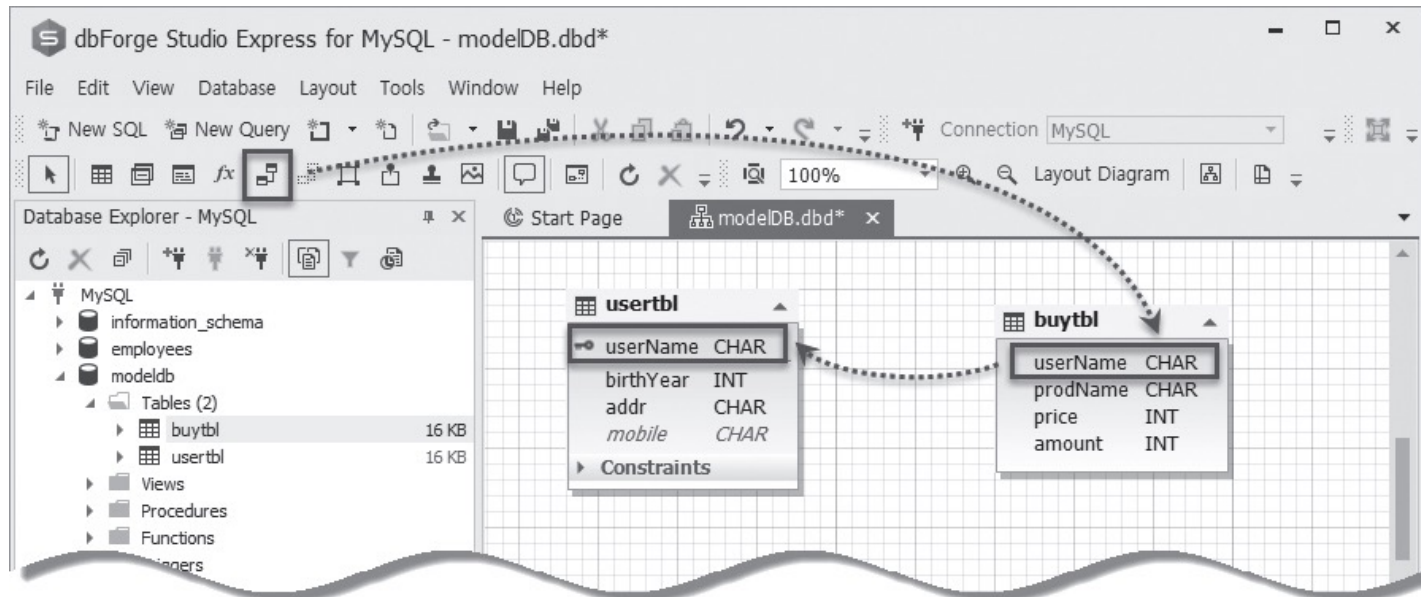 dbForge Studio Express for MySQL - modelDB.dbd*
File Edit View Database Layout Tools Window Help
New SQL New Query Connection MySQL
fx 100% Layout Diagram
Database Explorer - MySQL
Start Page modelDB.dbd*
MySQL
information_schema
employees
modeldb
Tables (2)
buytbl 16 KB
usertbl 16 KB
Views
Procedures
Functions
usertbl
userName CHAR
birthYear INT
addr CHAR
mobile CHAR
Constraints
buytbl
userName CHAR
prodName CHAR
price INT
amount INT